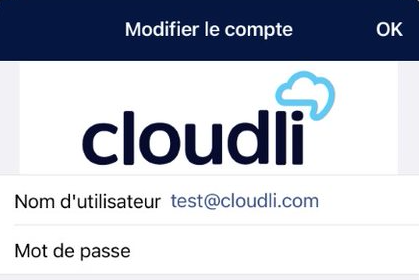 Modifier le compte OK
cloudli
Nom d'utilisateur test@cloudli.com
Mot de passe